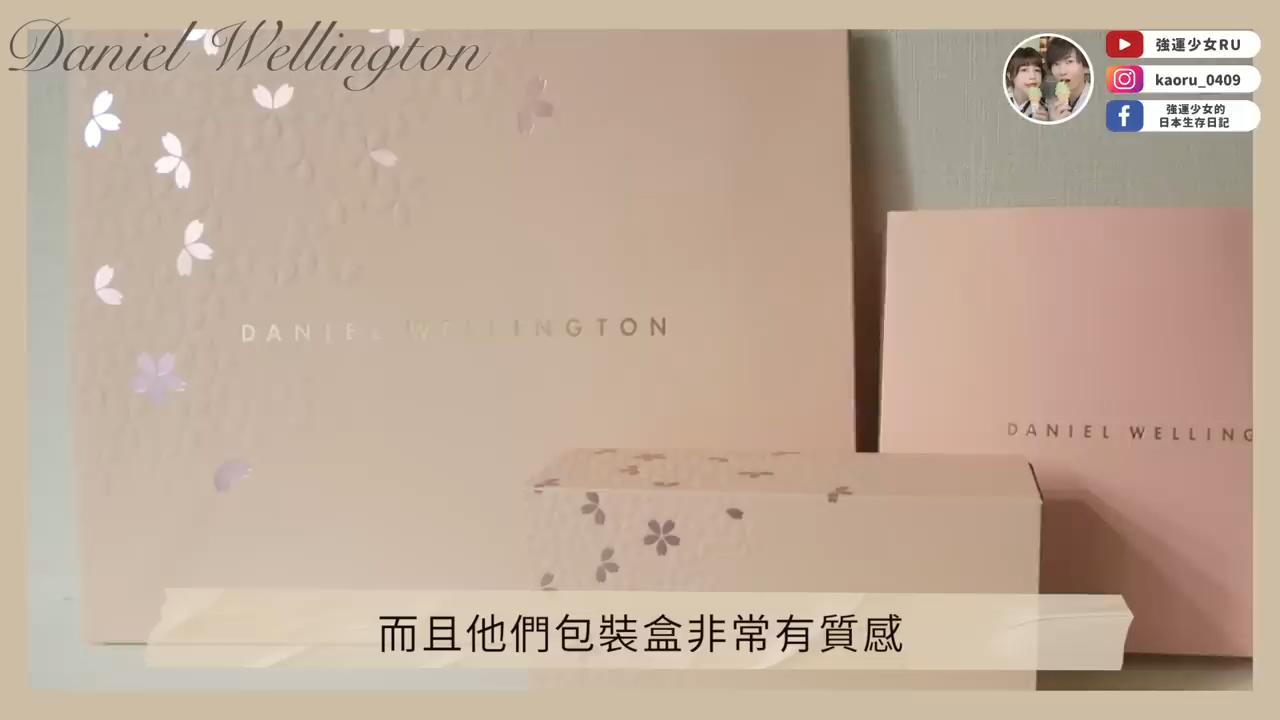 Daniel Wellington
強運少女RU
kaoru_0409
強運少女的
日本生存日記
DANIEL WELLINGTON
DANIEL WELLING
而且他們包裝盒非常有質感